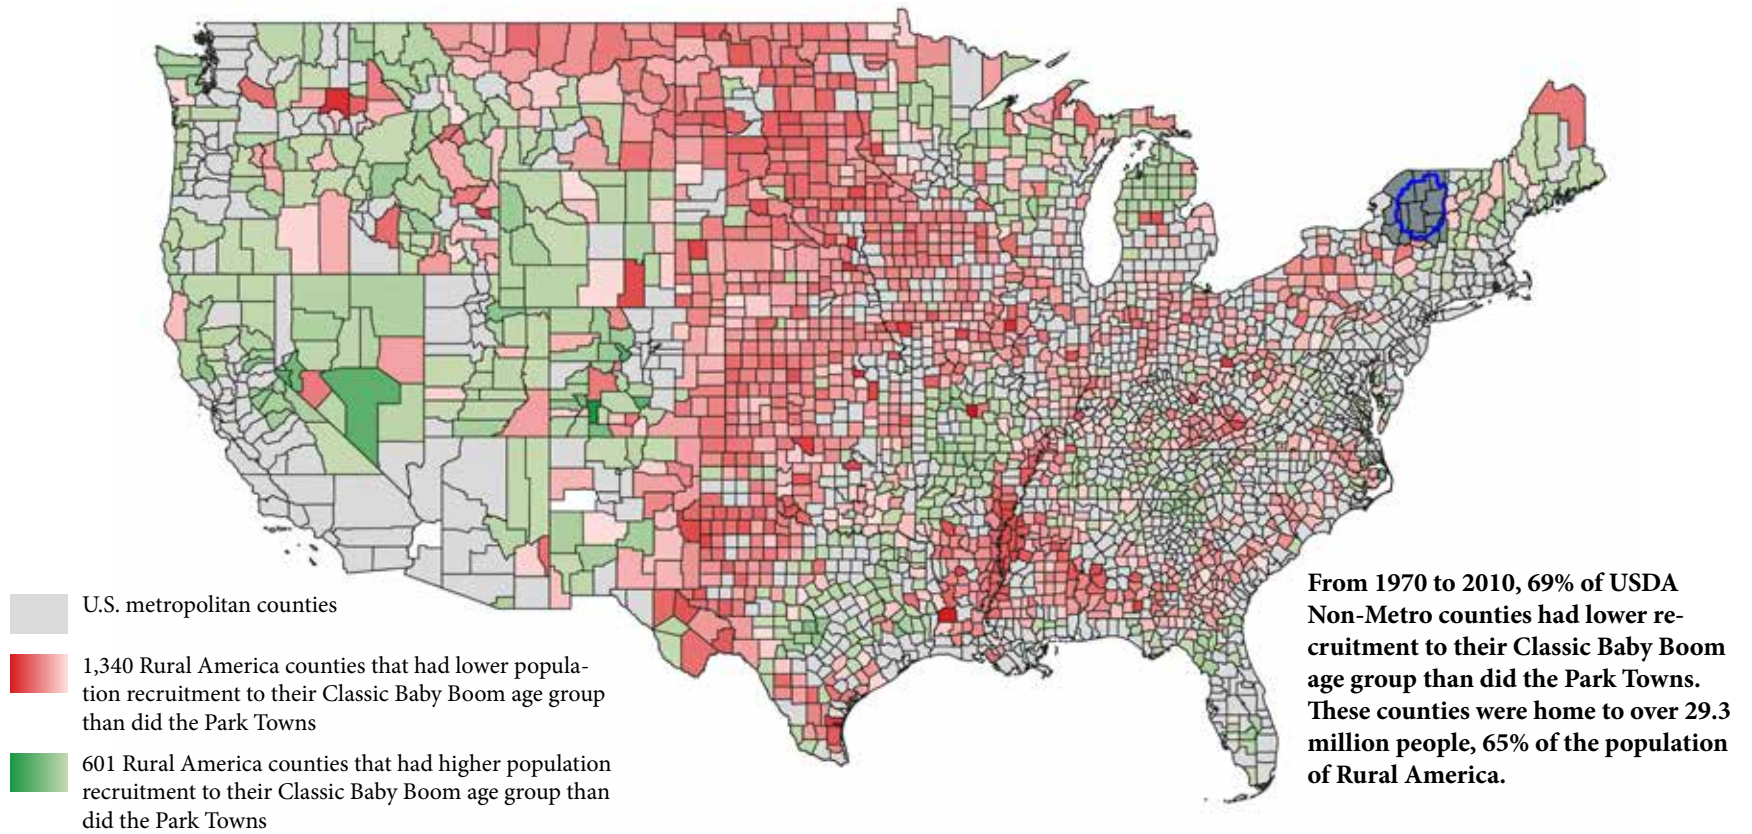 U.S. metropolitan counties
1,340 Rural America counties that had lower popula-
tion recruitment to their Classic Baby Boom age group
than did the Park Towns
601 Rural America counties that had higher population
recruitment to their Classic Baby Boom age group than
did the Park Towns
From 1970 to 2010, 69% of USDA
Non-Metro counties had lower re-
cruitment to their Classic Baby Boom
age group than did the Park Towns.
These counties were home to over 29.3
million people, 65% of the population
of Rural America.